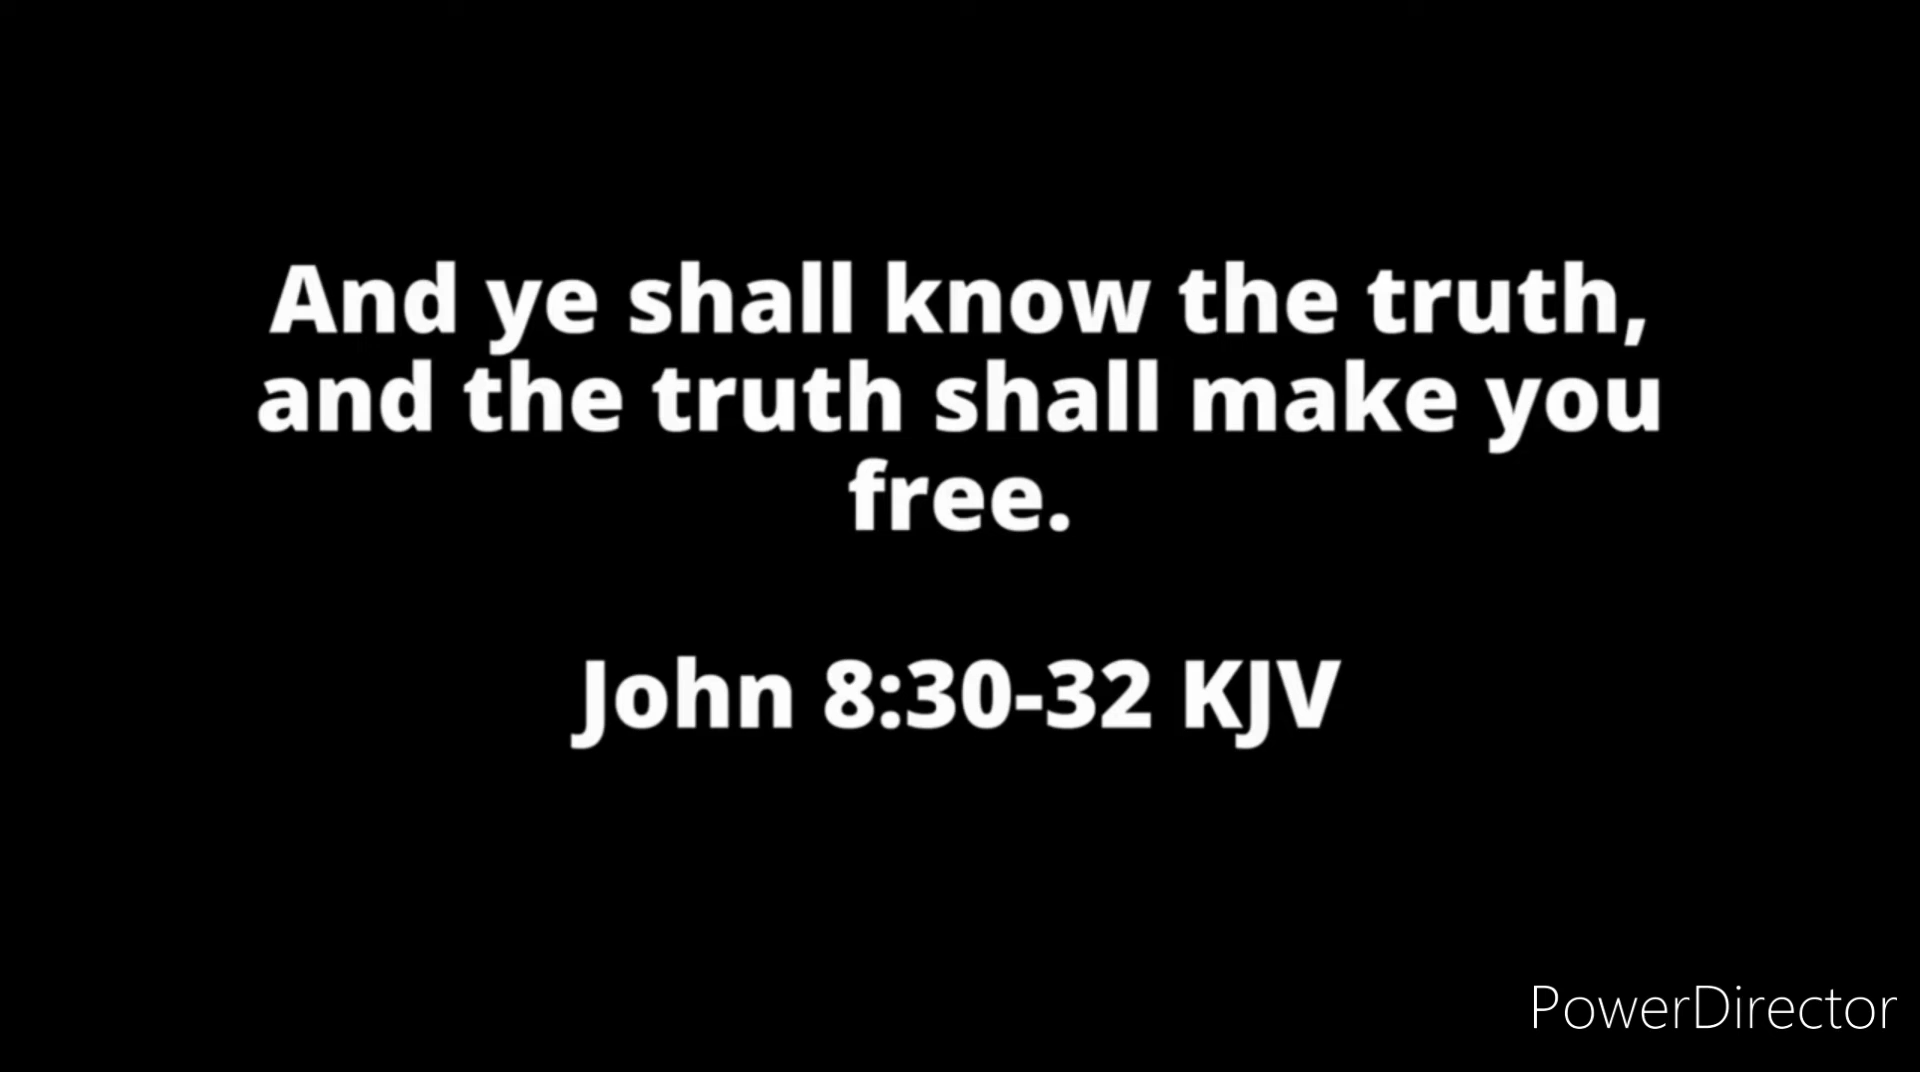 And ye shall know the truth,
and the truth shall make you
free.
John 8:30-32 KJV
PowerDirector